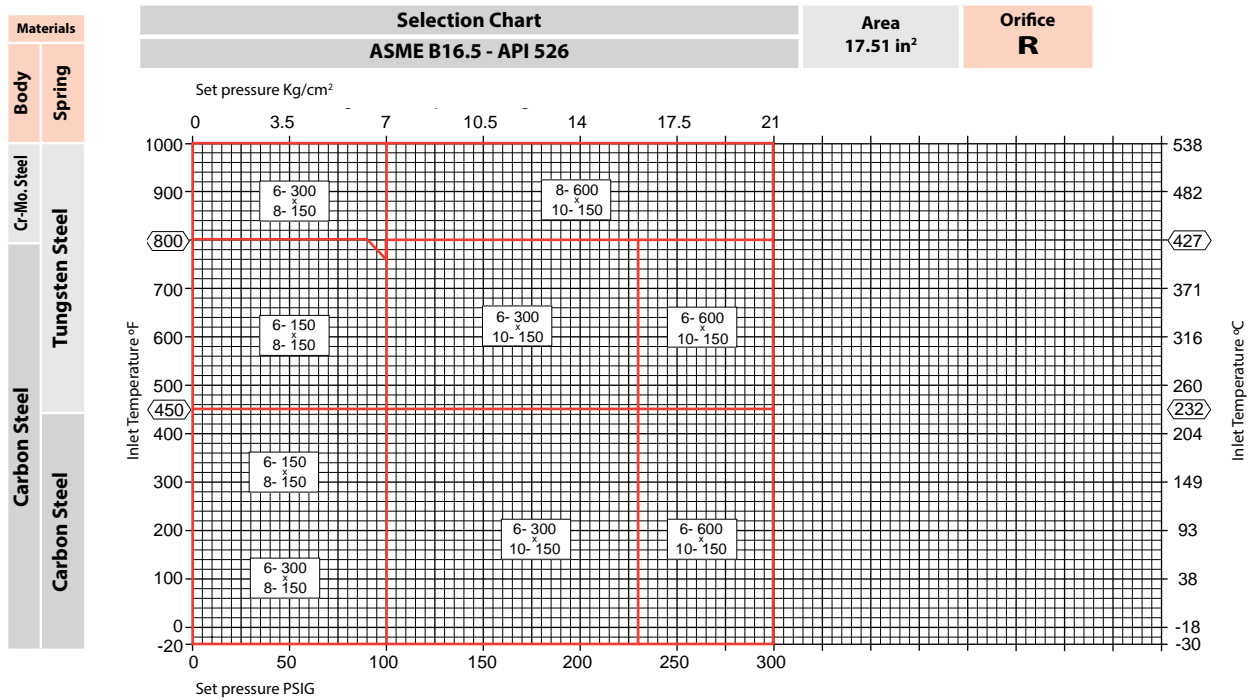 Materials
Body
Spring
Cr-Mo. Steel
Carbon Steel
Tungsten Steel
Carbon Steel
Selection Chart
ASME B16.5 - API 526
Area
17.51 in²
Orifice
R
Set pressure Kg/cm²
0 3.5 7 10.5 14 17.5 21
Inlet Temperature ºF
1000
900
800
700
600
500
450
400
300
200
100
0
-20
6- 300
x
8- 150
8- 600
x
10- 150
6- 150
x
8- 150
6- 300
x
10- 150
6- 600
x
10- 150
6- 150
x
8- 150
6- 300
x
10- 150
6- 600
x
10- 150
6- 300
x
8- 150
538
482
427
371
316
260
232
204
149
93
38
-18
-30
Inlet Temperature ºC
0 50 100 150 200 250 300
Set pressure PSIG